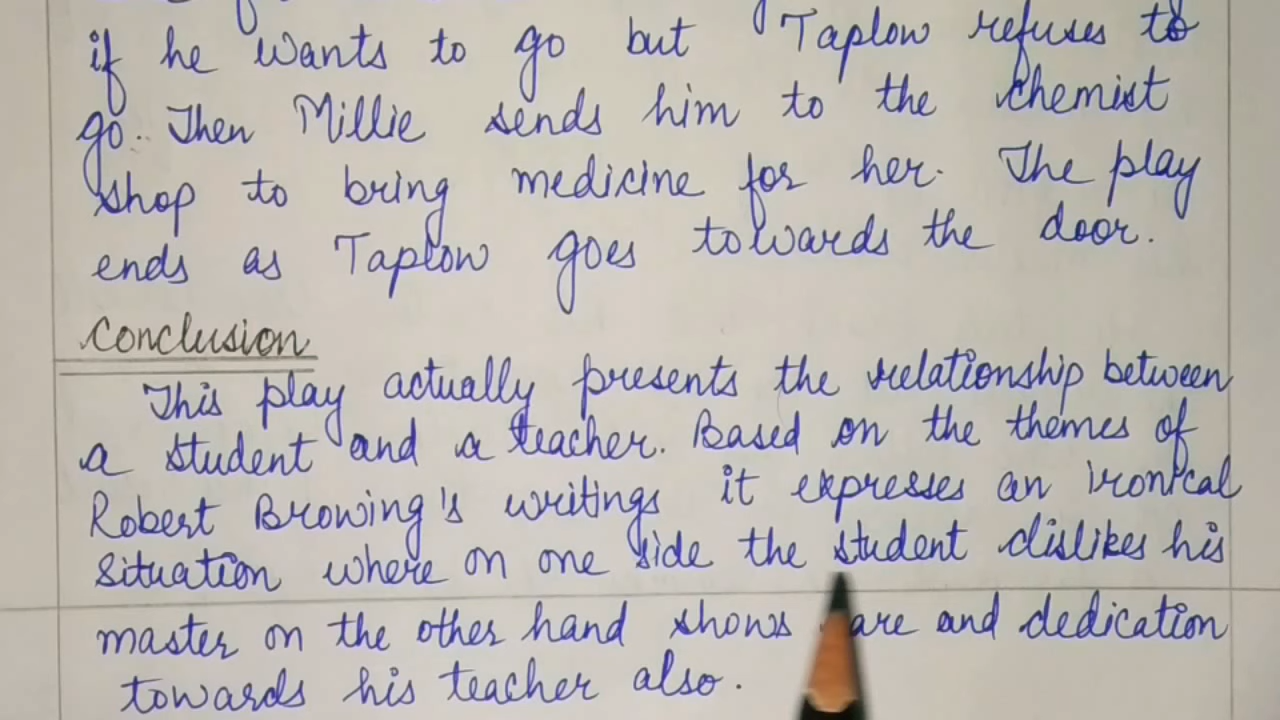 if he wants to go but Taplow refuses to
go. Then Millie sends him to the chemist
shop to bring medicine for her. The play
ends as Taplow goes towards the door.
Conclusion
This play actually presents the relationship between
a student and a teacher. Based on the themes of
Robert Browing's writings it expresses an ironical
situation where on one side the student dislikes his
master on the other hand shows care and dedication
towards his teacher also.